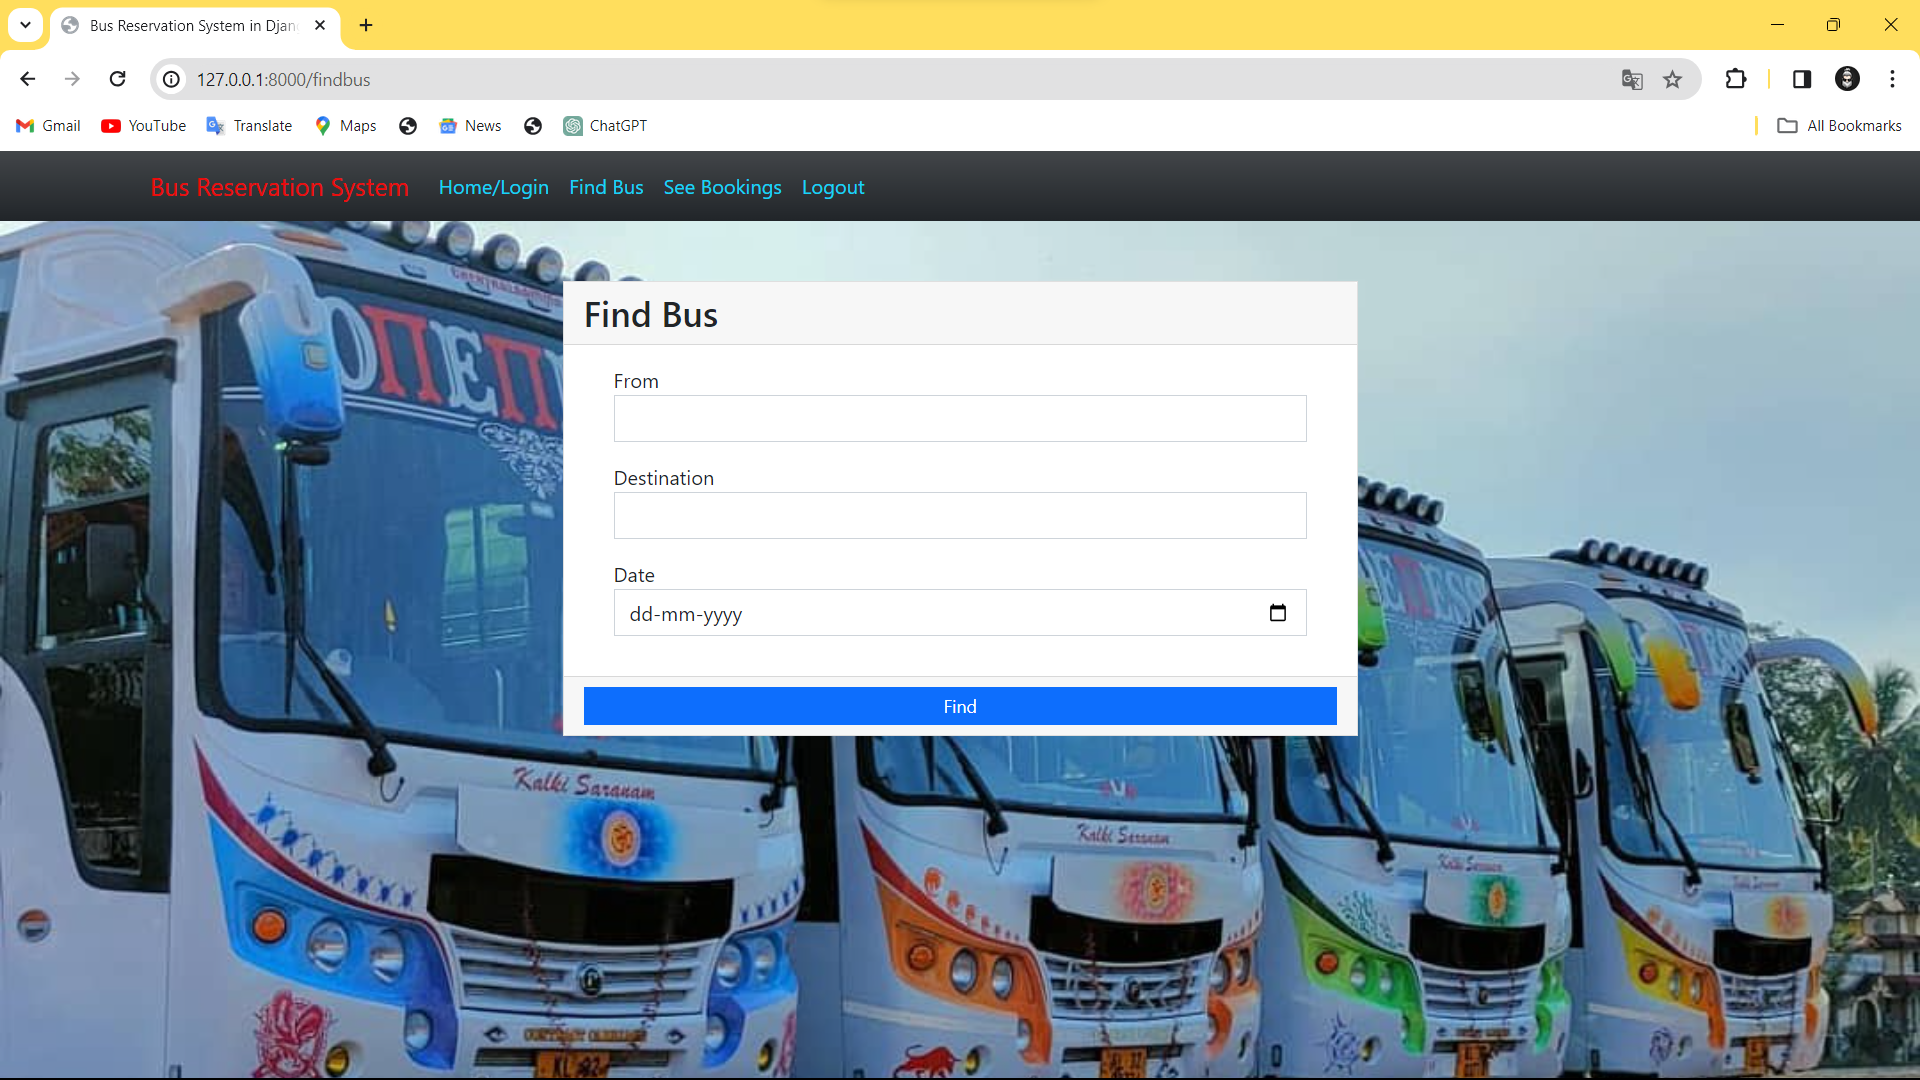 Bus Reservation System in Djan
127.0.0.1:8000/findbus
Gmail YouTube Translate Maps News ChatGPT All Bookmarks
Bus Reservation System Home/Login Find Bus See Bookings Logout
Find Bus
From
Destination
Date
dd-mm-yyyy
Find
Kalki Saranam
Kalki Saranam
CONTRACT CARRIAGE